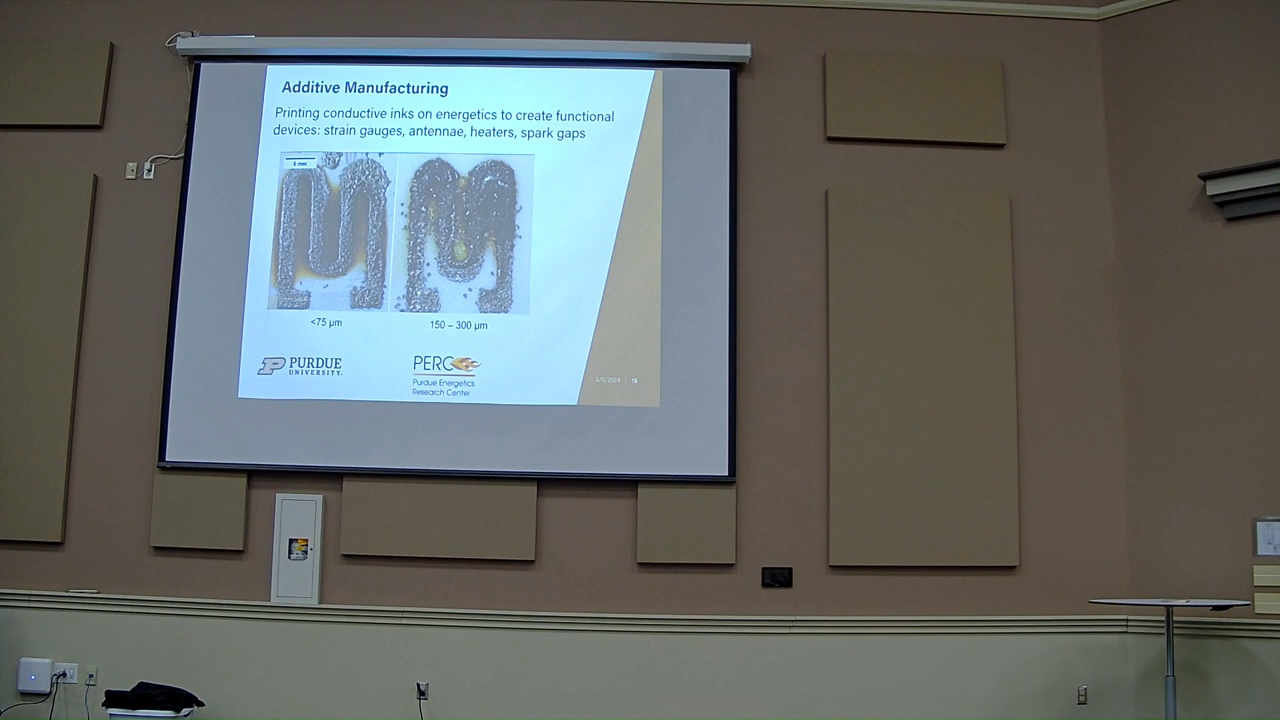 Additive Manufacturing
Printing conductive inks on energetics to create functional
devices: strain gauges, antennae, heaters, spark gaps
<75 µm
150 – 300 µm
PURDUE
UNIVERSITY.
PERC
Purdue Energetics
Research Center